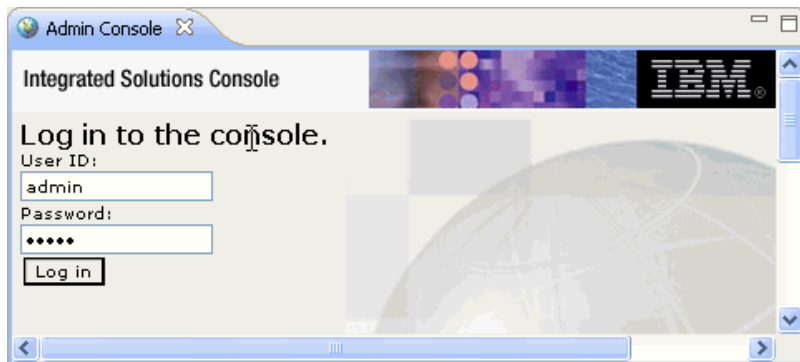 Admin Console
Integrated Solutions Console
IBM®
Log in to the console.
User ID:
admin
Password:
•••••
Log in